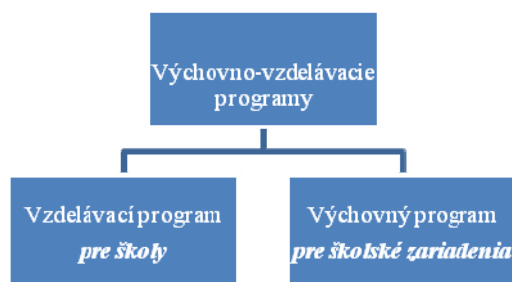 Výchovno-vzdelávacie
programy
Vzdelávací program
pre školy
Výchovný program
pre školské zariadenia